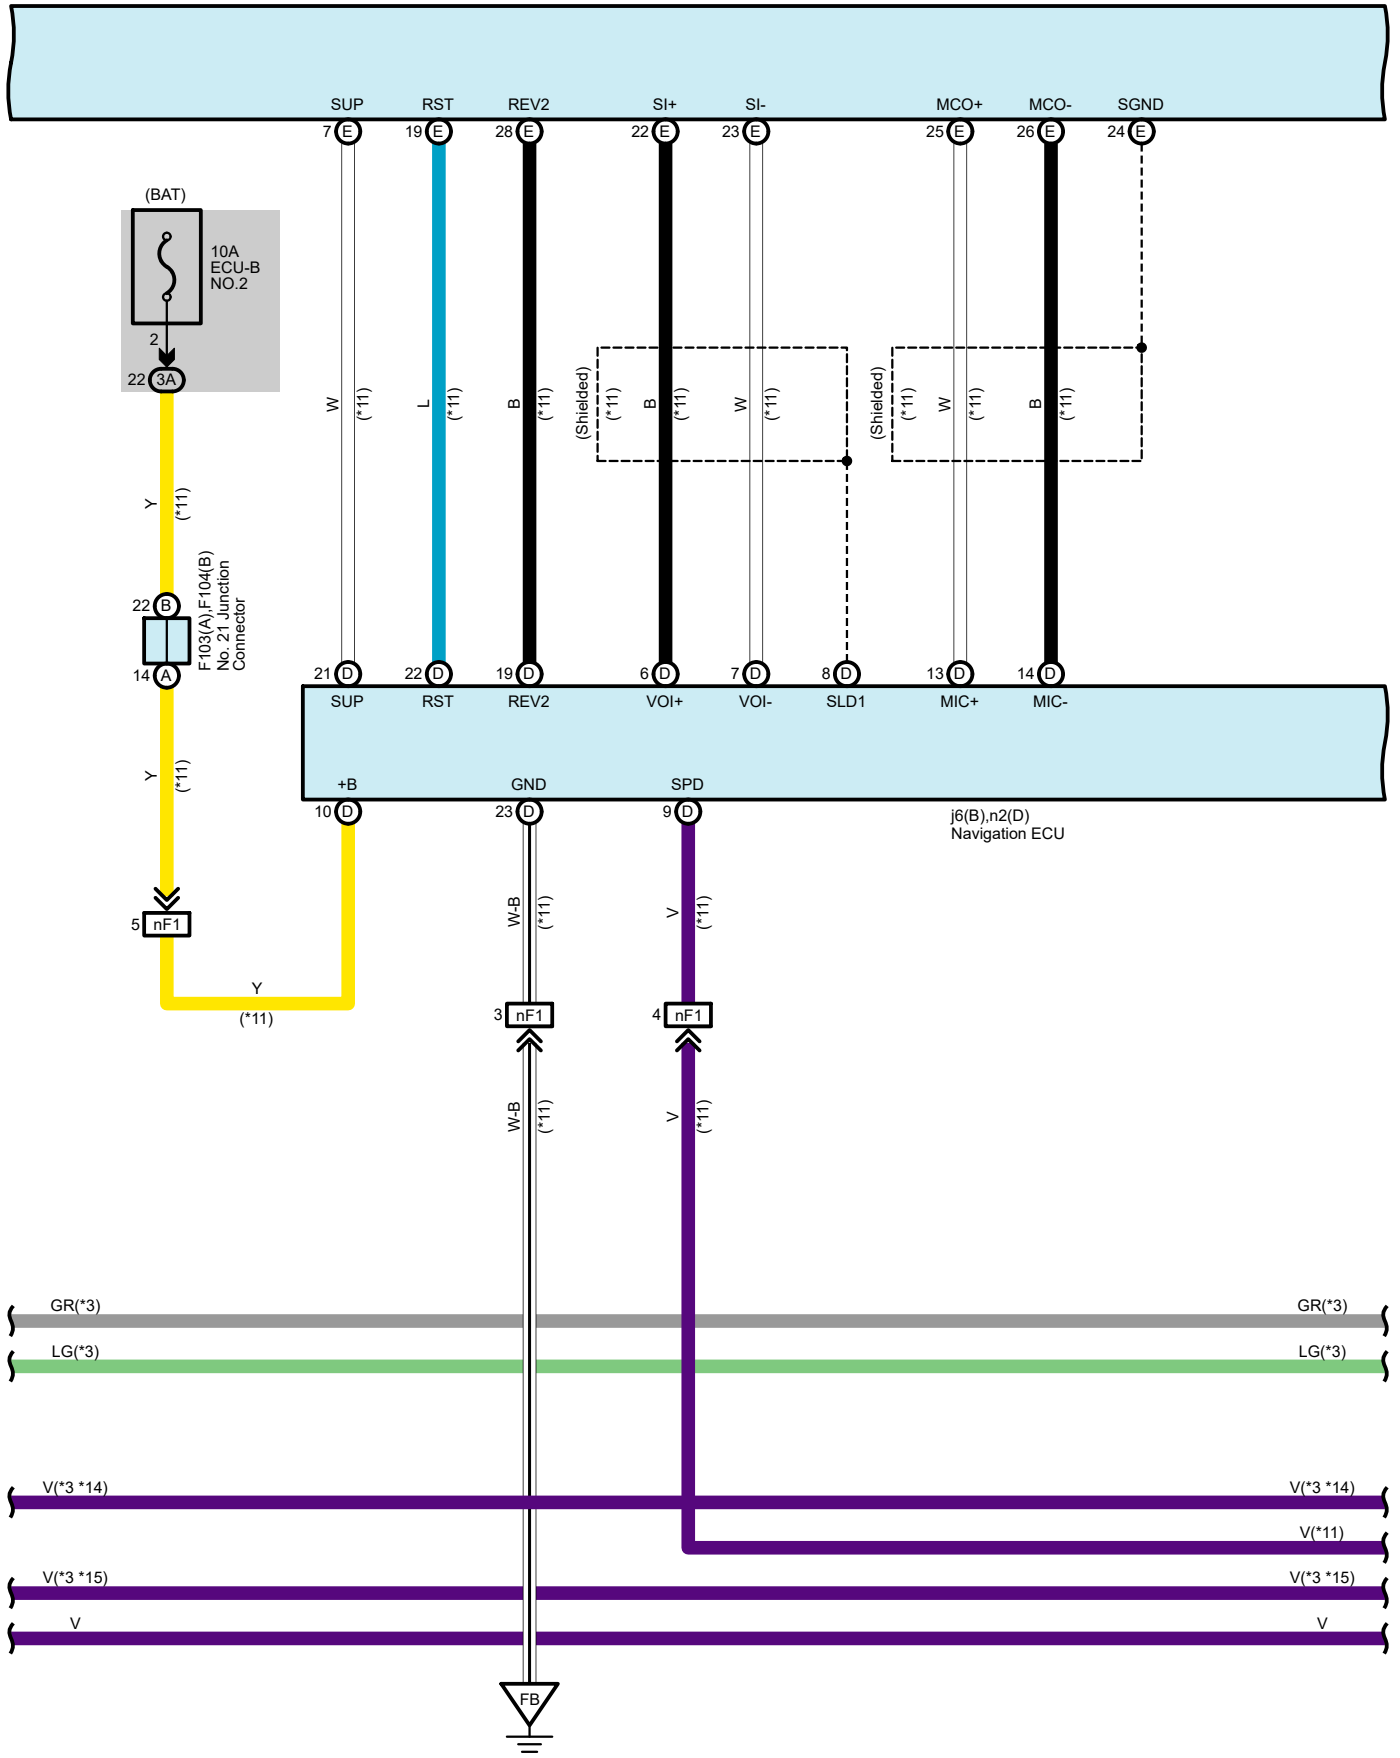 SUP RST REV2 SI+ SI- MCO+ MCO- SGND
7 E 19 E 28 E 22 E 23 E 25 E 26 E 24 E
(BAT)
10A
ECU-B
NO.2
2
22 3A
W (*11) L (*11) B (*11) (Shielded) (*11) B (*11) W (*11) (Shielded) (*11) W (*11) B (*11)
Y (*11)
22 B
F103(A),F104(B)
No. 21 Junction
Connector
14 A
21 D 22 D 19 D 6 D 7 D 8 D 13 D 14 D
SUP RST REV2 VOI+ VOI- SLD1 MIC+ MIC-
Y (*11)
+B GND SPD
10 D 23 D 9 D
j6(B),n2(D)
Navigation ECU
W-B (*11) V (*11)
5 nF1
Y
(*11)
3 nF1 4 nF1
W-B (*11) V (*11)
GR(*3) GR(*3)
LG(*3) LG(*3)
V(*3 *14) V(*3 *14)
V(*11)
V(*3 *15) V(*3 *15)
V V
FB